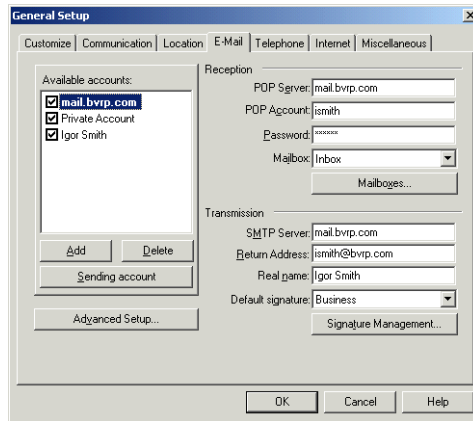 General Setup
Customize Communication Location E-Mail Telephone Internet Miscellaneous
Available accounts:
mail.bvrp.com
Private Account
Igor Smith
Add Delete
Sending account
Advanced Setup...
Reception
POP Server: mail.bvrp.com
POP Account: ismith
Password: ******
Mailbox: Inbox
Mailboxes...
Transmission
SMTP Server: mail.bvrp.com
Return Address: ismith@bvrp.com
Real name: Igor Smith
Default signature: Business
Signature Management...
OK Cancel Help